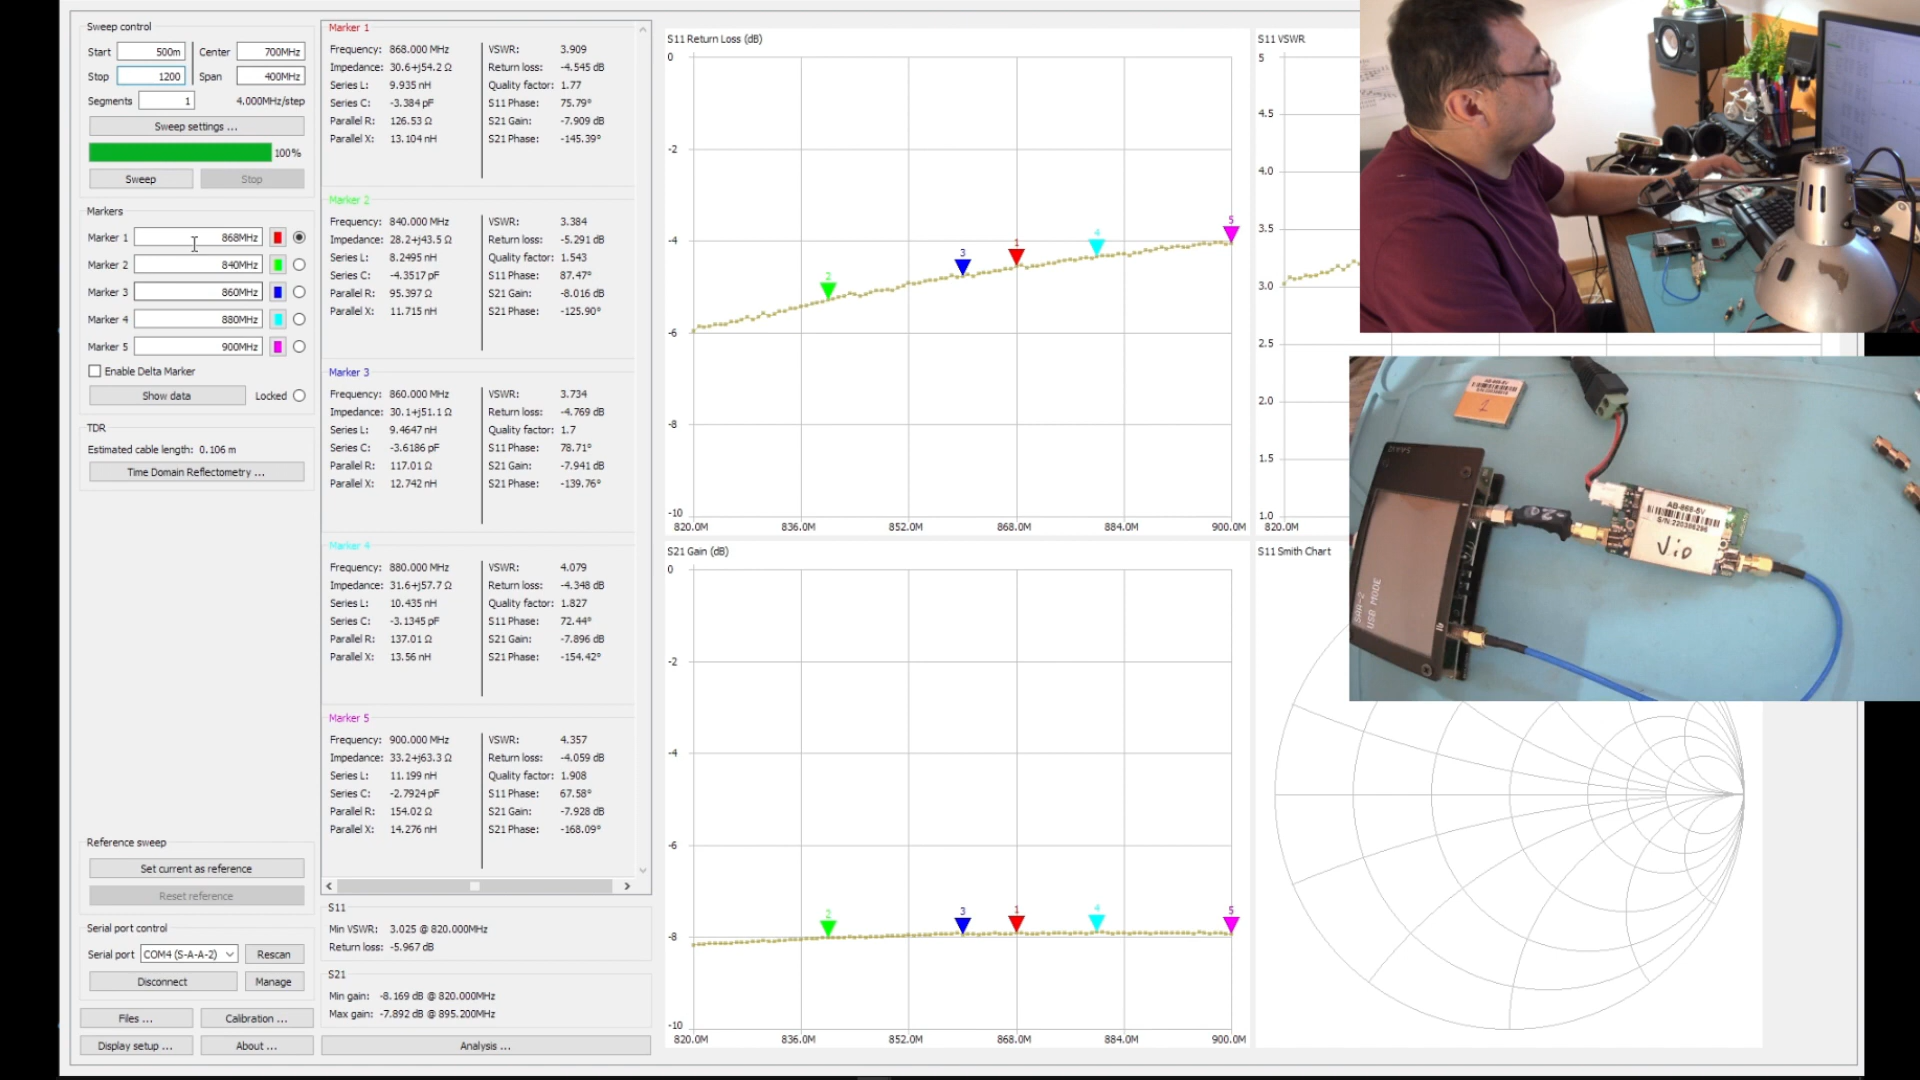 Sweep control
Start 500m Center 700MHz
Stop 1200 Span 400MHz
Segments 1 4.000MHz/step
Sweep settings ...
100%
Sweep Stop
Markers
Marker 1 868MHz
Marker 2 840MHz
Marker 3 860MHz
Marker 4 880MHz
Marker 5 900MHz
Enable Delta Marker
Show data Locked
TDR
Estimated cable length: 0.106 m
Time Domain Reflectometry ...
Reference sweep
Set current as reference
Reset reference
Serial port control
Serial port COM4 (S-A-A-2) Rescan
Disconnect Manage
Files ... Calibration ...
Display setup ... About ...
Marker 1
Frequency: 868.000 MHz VSWR: 3.909
Impedance: 30.6+j54.2 Ω Return loss: -4.545 dB
Series L: 9.935 nH Quality factor: 1.77
Series C: -3.384 pF S11 Phase: 75.79°
Parallel R: 126.53 Ω S21 Gain: -7.909 dB
Parallel X: 13.104 nH S21 Phase: -145.39°
Marker 2
Frequency: 840.000 MHz VSWR: 3.384
Impedance: 28.2+j43.5 Ω Return loss: -5.291 dB
Series L: 8.2495 nH Quality factor: 1.543
Series C: -4.3517 pF S11 Phase: 87.47°
Parallel R: 95.397 Ω S21 Gain: -8.016 dB
Parallel X: 11.715 nH S21 Phase: -125.90°
Marker 3
Frequency: 860.000 MHz VSWR: 3.734
Impedance: 30.1+j51.1 Ω Return loss: -4.769 dB
Series L: 9.4647 nH Quality factor: 1.7
Series C: -3.6186 pF S11 Phase: 78.71°
Parallel R: 117.01 Ω S21 Gain: -7.941 dB
Parallel X: 12.742 nH S21 Phase: -139.76°
Marker 4
Frequency: 880.000 MHz VSWR: 4.079
Impedance: 31.6+j57.7 Ω Return loss: -4.348 dB
Series L: 10.435 nH Quality factor: 1.827
Series C: -3.1345 pF S11 Phase: 72.44°
Parallel R: 137.01 Ω S21 Gain: -7.896 dB
Parallel X: 13.56 nH S21 Phase: -154.42°
Marker 5
Frequency: 900.000 MHz VSWR: 4.357
Impedance: 33.2+j63.3 Ω Return loss: -4.059 dB
Series L: 11.199 nH Quality factor: 1.908
Series C: -2.7924 pF S11 Phase: 67.58°
Parallel R: 154.02 Ω S21 Gain: -7.928 dB
Parallel X: 14.276 nH S21 Phase: -168.09°
S11
Min VSWR: 3.025 @ 820.000MHz
Return loss: -5.967 dB
S21
Min gain: -8.169 dB @ 820.000MHz
Max gain: -7.892 dB @ 895.200MHz
Analysis ...
S11 Return Loss (dB)
0
-2
-4
-6
-8
-10
2 3 1 4 5
820.0M 836.0M 852.0M 868.0M 884.0M 900.0M
S21 Gain (dB)
0
-2
-4
-6
-8
-10
2 3 1 4 5
820.0M 836.0M 852.0M 868.0M 884.0M 900.0M
S11 VSWR
5
4.5
4.0
3.5
3.0
2.5
2.0
1.5
1.0
820.0M
S11 Smith Chart
1
SAA-2
USB MODE
AB-868-5V
S/N:220386296
Vio